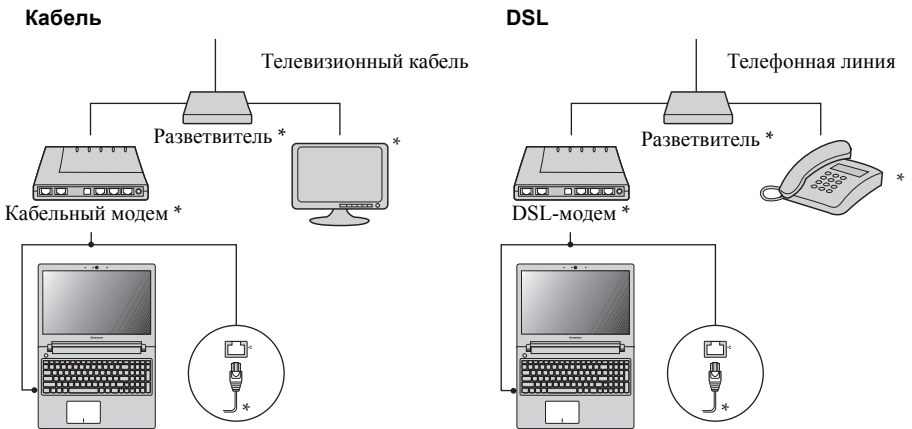 Кабель
Телевизионный кабель
Разветвитель *
*
Кабельный модем *
*
DSL
Телефонная линия
Разветвитель *
*
DSL-модем *
*